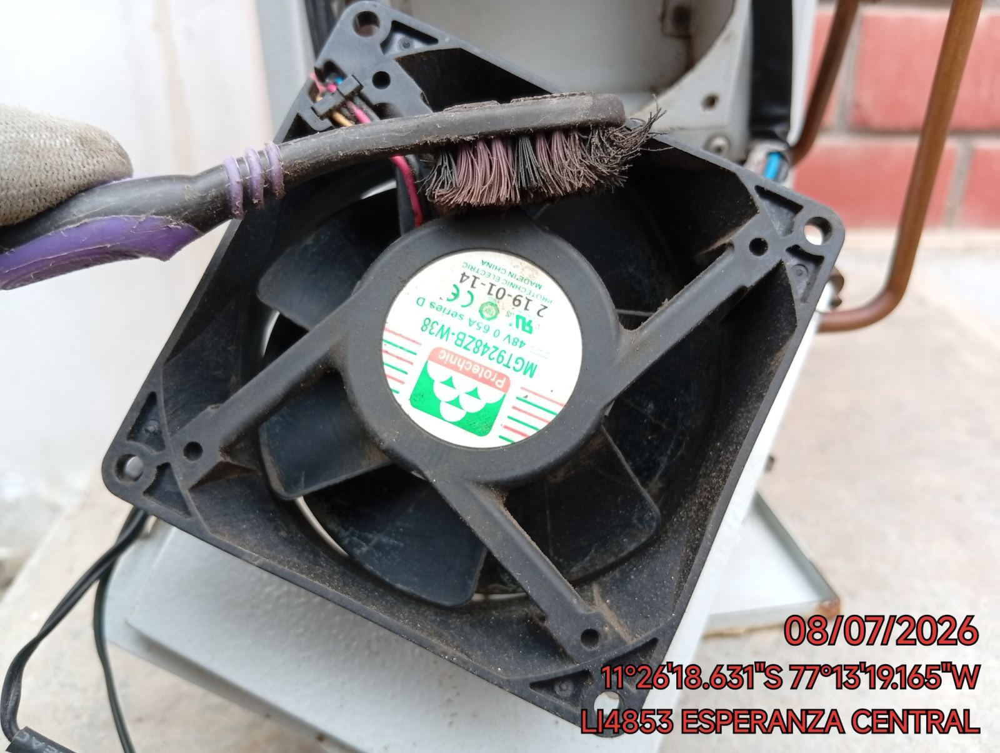 Protechnic
MGT9248ZB-W38
48V 0.65A series D
CE
2 19-01-14
PROTECHNIC ELECTRIC
MADE IN CHINA
08/07/2026
11°26'18.631"S 77°13'19.165"W
LI4853 ESPERANZA CENTRAL